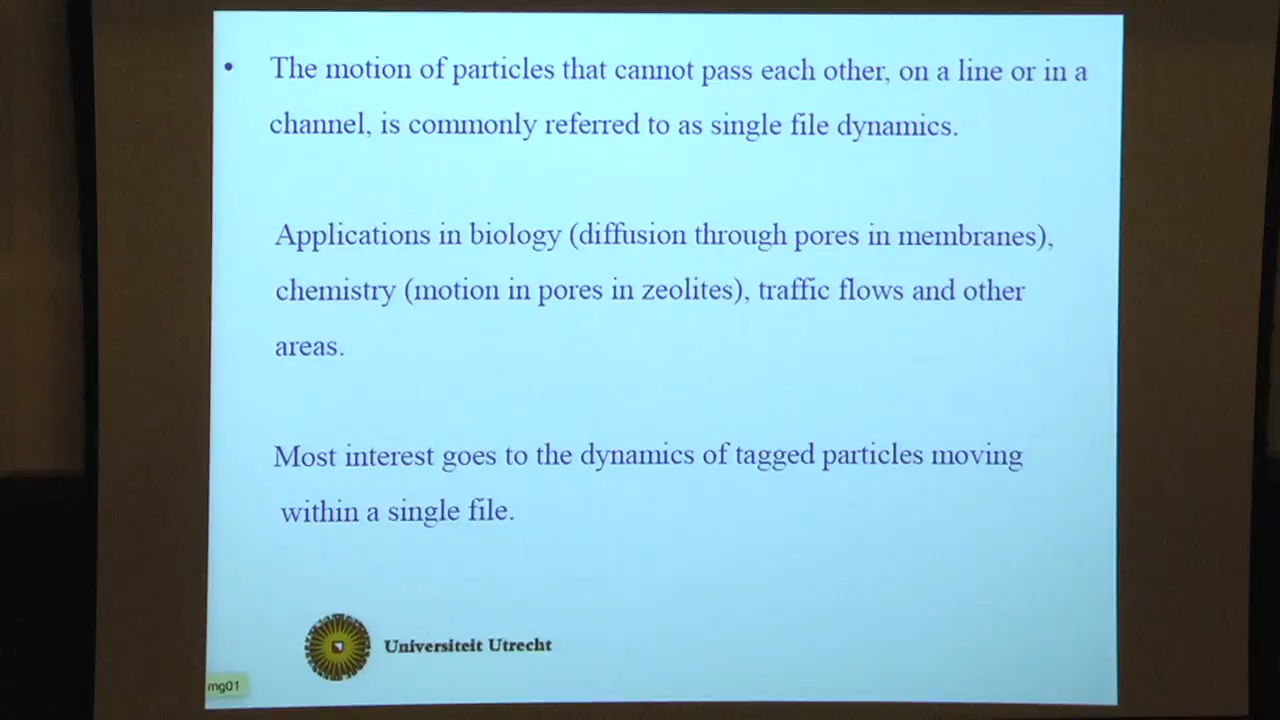 • The motion of particles that cannot pass each other, on a line or in a
channel, is commonly referred to as single file dynamics.
Applications in biology (diffusion through pores in membranes),
chemistry (motion in pores in zeolites), traffic flows and other
areas.
Most interest goes to the dynamics of tagged particles moving
within a single file.
Universiteit Utrecht
mg01